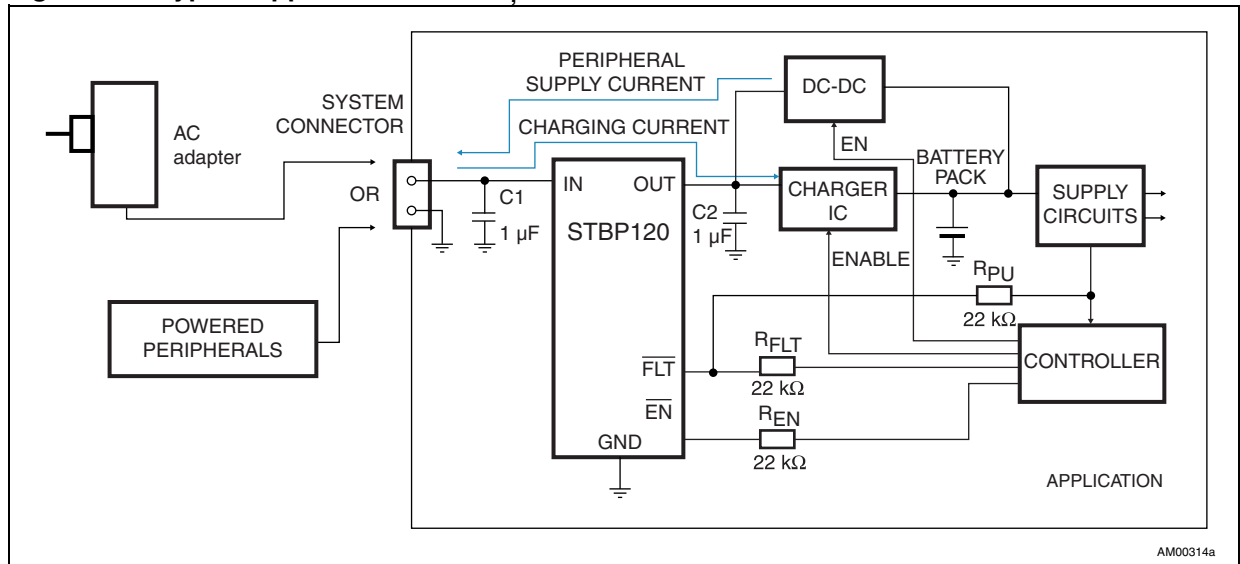 PERIPHERAL
SUPPLY CURRENT
DC-DC
SYSTEM
CONNECTOR
AC
adapter
CHARGING CURRENT
EN
BATTERY
PACK
OR
C1
1 µF
IN
OUT
STBP120
C2
1 µF
CHARGER
IC
SUPPLY
CIRCUITS
ENABLE
RPU
22 kΩ
POWERED
PERIPHERALS
FLT
RFLT
22 kΩ
CONTROLLER
EN
REN
22 kΩ
GND
APPLICATION
AM00314a